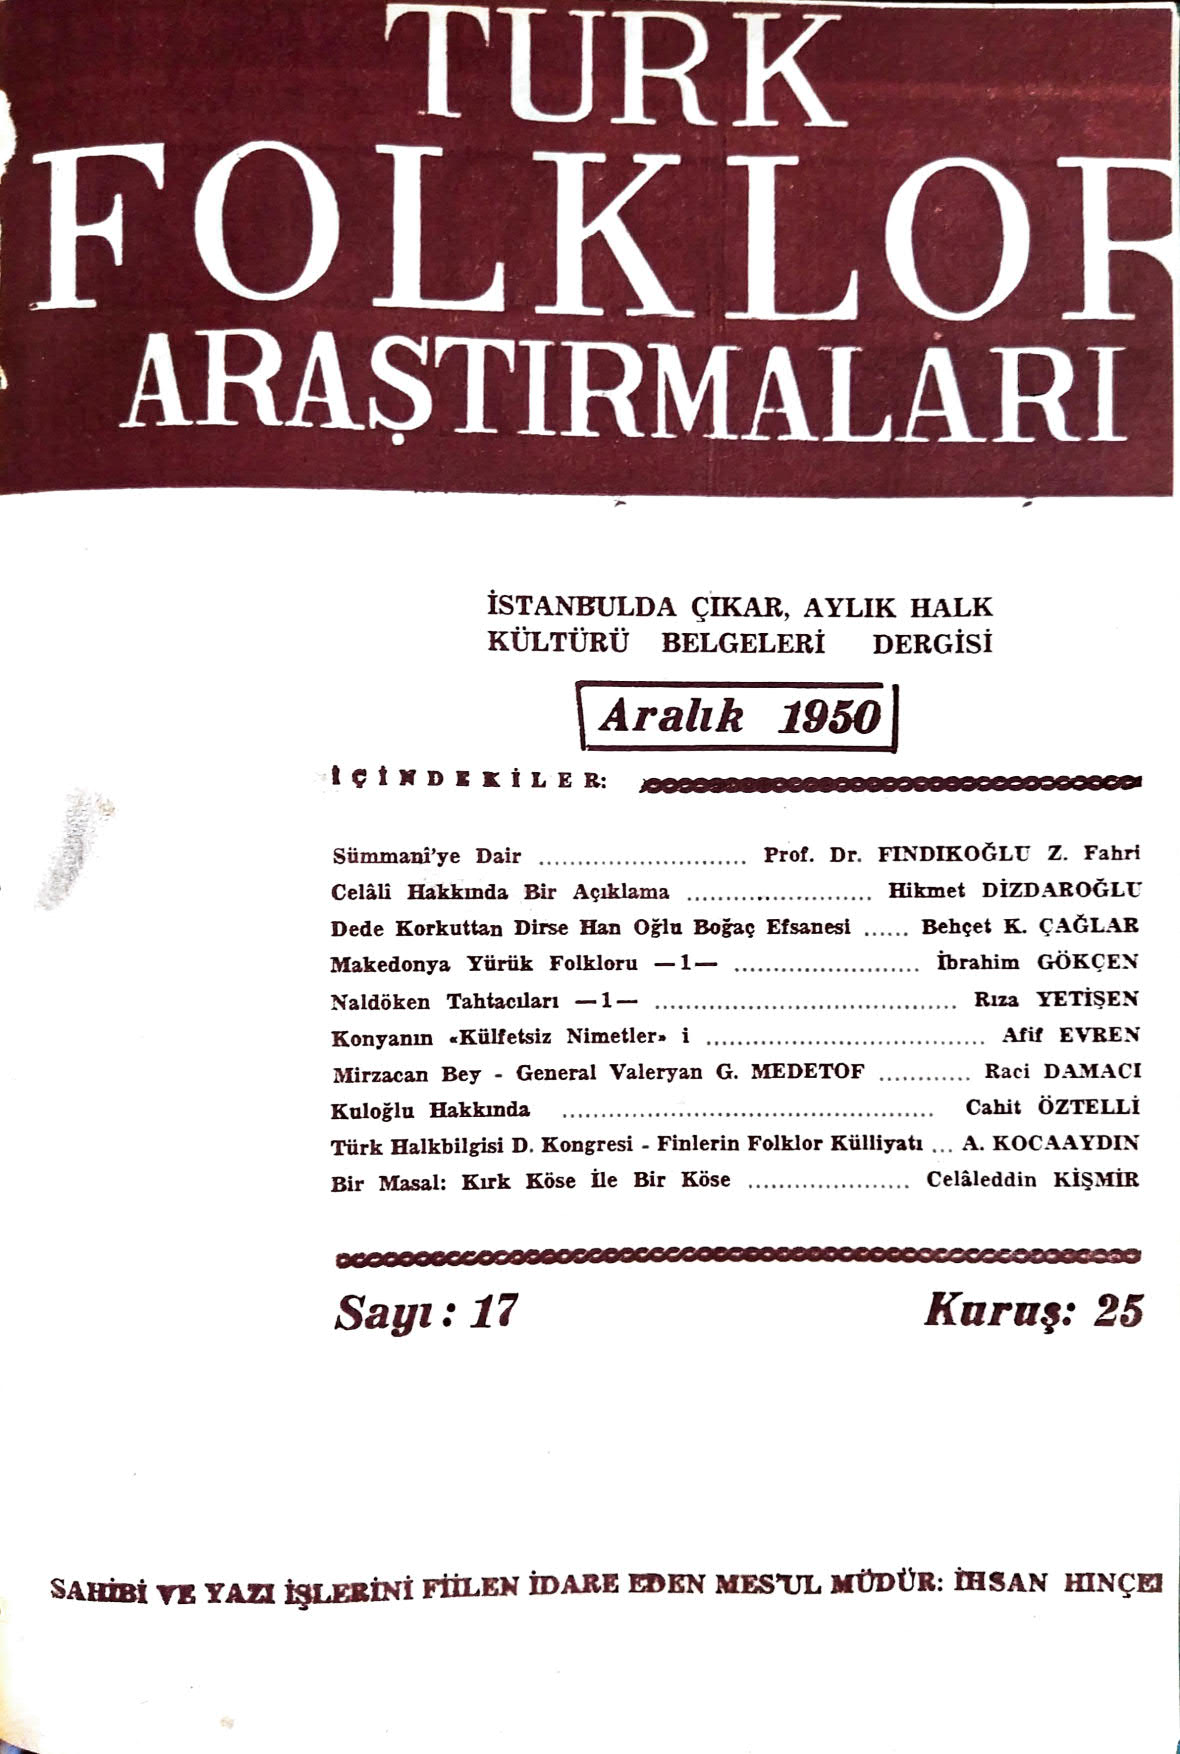 TURK
FOLKLOR
ARAŞTIRMALARI
İSTANBULDA ÇIKAR, AYLIK HALK
KÜLTÜRÜ BELGELERİ DERGİSİ
Aralık 1950
İÇİNDEKİLER:
Sümmanî'ye Dair ........................... Prof. Dr. FINDIKOĞLU Z. Fahri
Celâlî Hakkında Bir Açıklama ........................ Hikmet DİZDAROĞLU
Dede Korkuttan Dirse Han Oğlu Boğaç Efsanesi ...... Behçet K. ÇAĞLAR
Makedonya Yürük Folkloru —1— ........................ İbrahim GÖKÇEN
Naldöken Tahtacıları —1— ....................................... Rıza YETİŞEN
Konyanın «Külfetsiz Nimetler» i .................................... Afif EVREN
Mirzacan Bey - General Valeryan G. MEDETOF ............ Raci DAMACI
Kuloğlu Hakkında ................................................ Cahit ÖZTELLİ
Türk Halkbilgisi D. Kongresi - Finlerin Folklor Külliyatı ... A. KOCAAYDIN
Bir Masal: Kırk Köse İle Bir Köse ..................... Celâleddin KİŞMİR
Sayı: 17 Kuruş: 25
SAHİBİ VE YAZI İŞLERİNİ FİİLEN İDARE EDEN MES'UL MÜDÜR: İHSAN HINÇE